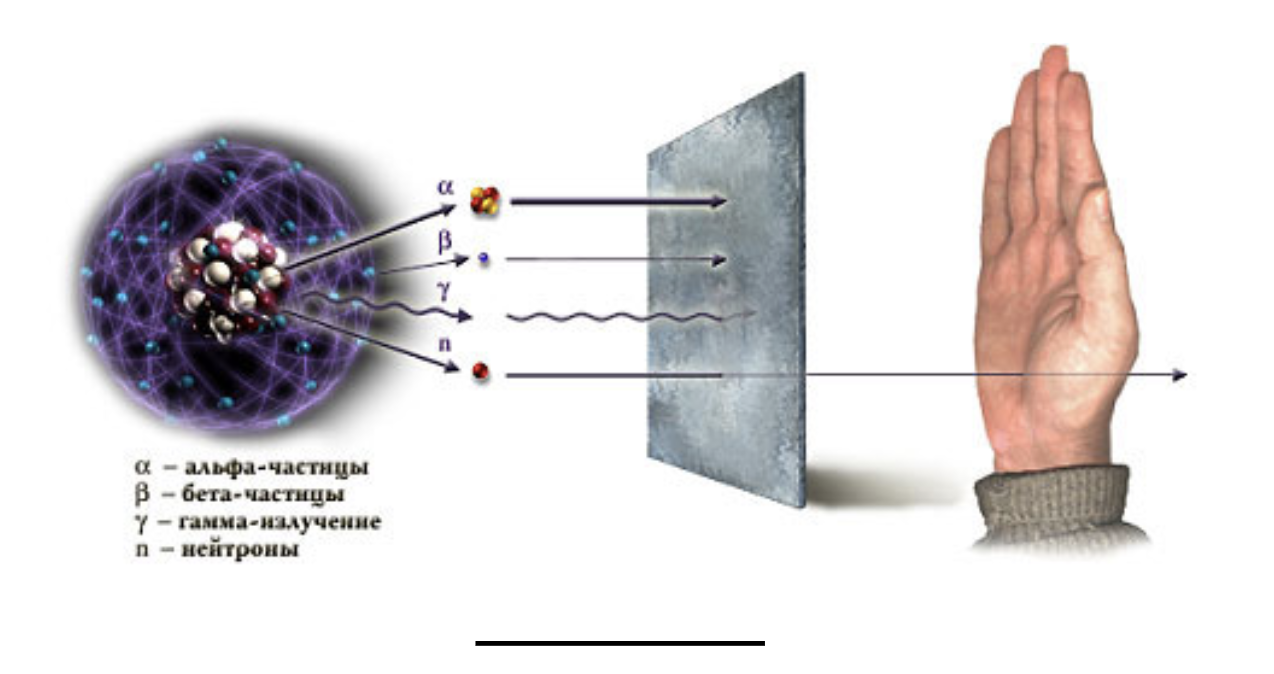 α
β
γ
n
α – альфа-частицы
β – бета-частицы
γ – гамма-излучение
n – нейтроны